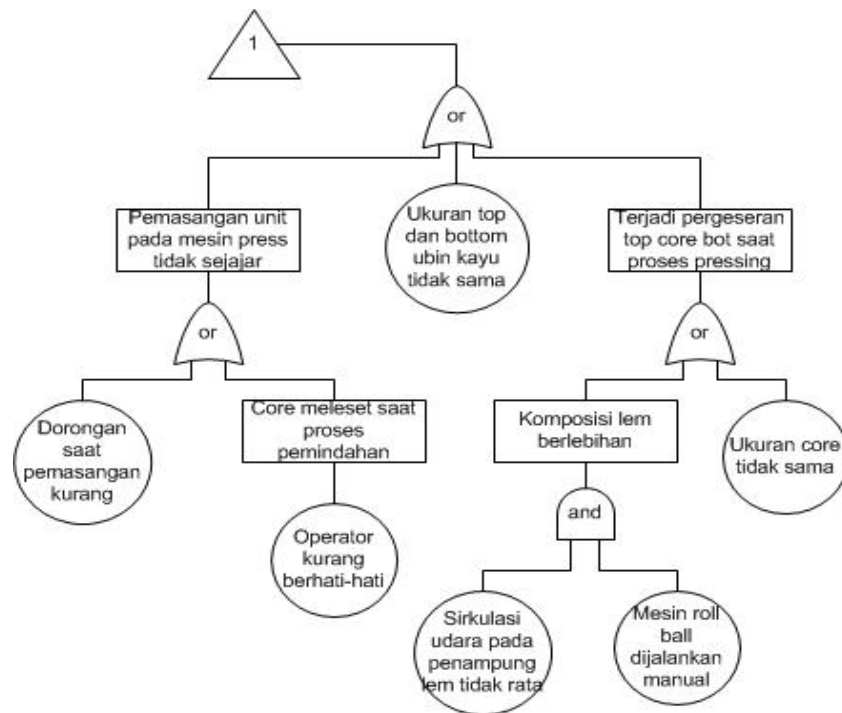 1
or
Pemasangan unit
pada mesin press
tidak sejajar
Ukuran top
dan bottom
ubin kayu
tidak sama
Terjadi pergeseran
top core bot saat
proses pressing
or
or
Dorongan
saat
pemasangan
kurang
Core meleset saat
proses
pemindahan
Komposisi lem
berlebihan
Ukuran core
tidak sama
and
Operator
kurang
berhati-hati
Sirkulasi
udara pada
penampung
lem tidak rata
Mesin roll
ball
dijalankan
manual